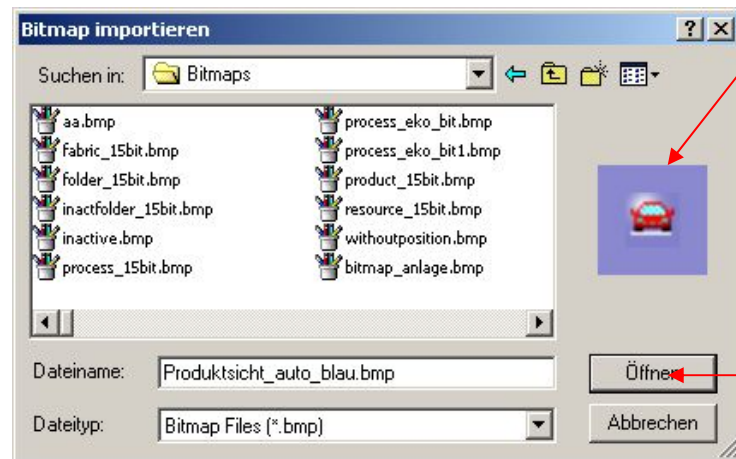 Bitmap importieren
Suchen in: Bitmaps
aa.bmp
fabric_15bit.bmp
folder_15bit.bmp
inactfolder_15bit.bmp
inactive.bmp
process_15bit.bmp
process_eko_bit.bmp
process_eko_bit1.bmp
product_15bit.bmp
resource_15bit.bmp
withoutposition.bmp
bitmap_anlage.bmp
Dateiname: Produktsicht_auto_blau.bmp Öffnen
Dateityp: Bitmap Files (*.bmp) Abbrechen